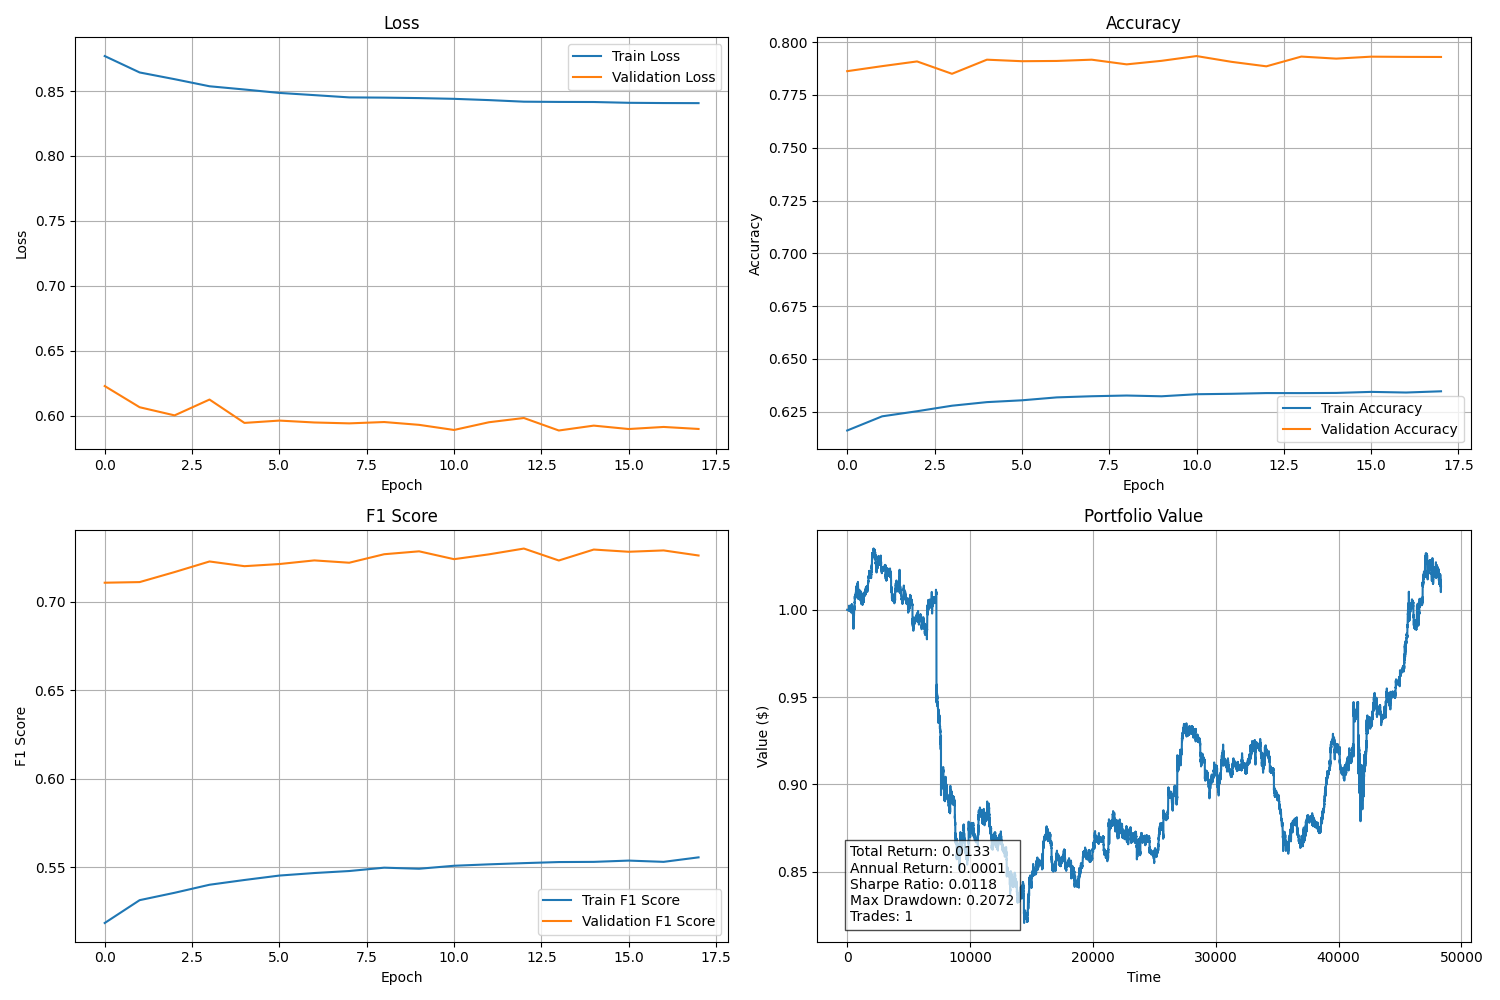 Loss
Train Loss
Validation Loss
0.85
0.80
0.75
0.70
0.65
0.60
Loss
0.0 2.5 5.0 7.5 10.0 12.5 15.0 17.5
Epoch
Accuracy
0.800
0.775
0.750
0.725
0.700
0.675
0.650
0.625
Accuracy
Train Accuracy
Validation Accuracy
0.0 2.5 5.0 7.5 10.0 12.5 15.0 17.5
Epoch
F1 Score
0.70
0.65
0.60
0.55
F1 Score
Train F1 Score
Validation F1 Score
0.0 2.5 5.0 7.5 10.0 12.5 15.0 17.5
Epoch
Portfolio Value
1.00
0.95
0.90
0.85
Value ($)
Total Return: 0.0133
Annual Return: 0.0001
Sharpe Ratio: 0.0118
Max Drawdown: 0.2072
Trades: 1
0 10000 20000 30000 40000 50000
Time